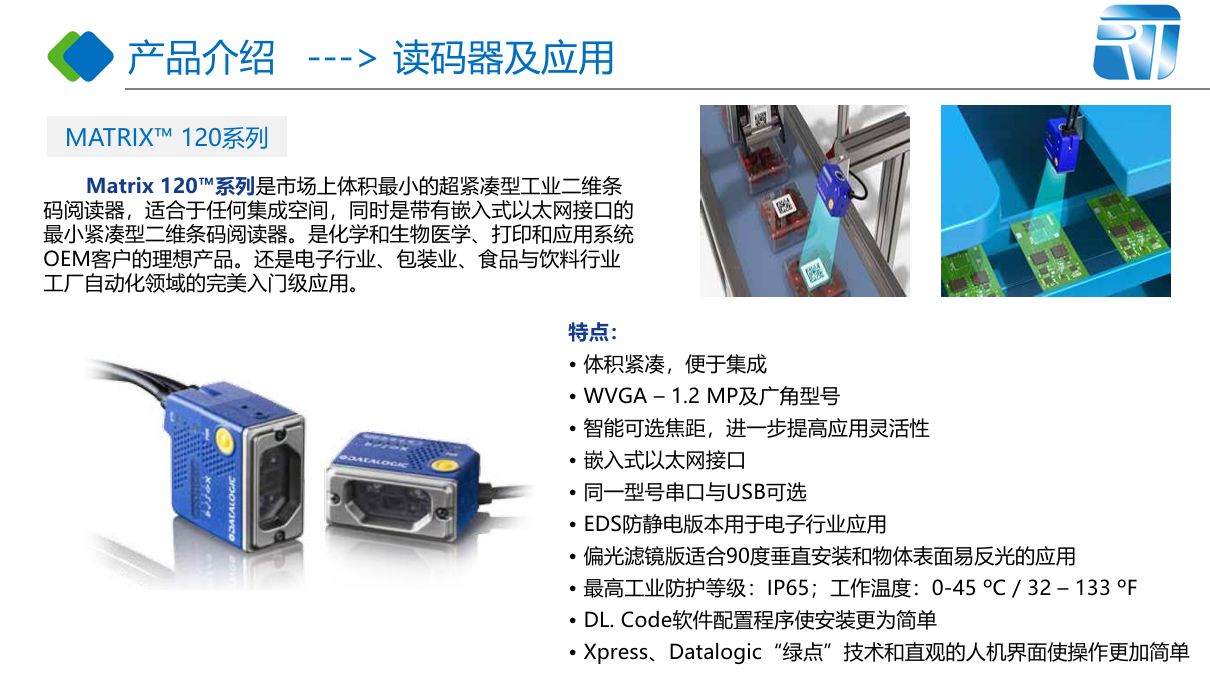 产品介绍 ---> 读码器及应用
RT
MATRIX™ 120系列
Matrix 120™系列是市场上体积最小的超紧凑型工业二维条
码阅读器，适合于任何集成空间，同时是带有嵌入式以太网接口的
最小紧凑型二维条码阅读器。是化学和生物医学、打印和应用系统
OEM客户的理想产品。还是电子行业、包装业、食品与饮料行业
工厂自动化领域的完美入门级应用。
特点：
• 体积紧凑，便于集成
• WVGA – 1.2 MP及广角型号
• 智能可选焦距，进一步提高应用灵活性
• 嵌入式以太网接口
• 同一型号串口与USB可选
• EDS防静电版本用于电子行业应用
• 偏光滤镜版适合90度垂直安装和物体表面易反光的应用
• 最高工业防护等级：IP65；工作温度：0-45 ºC / 32 – 133 ºF
• DL. Code软件配置程序使安装更为简单
• Xpress、Datalogic“绿点”技术和直观的人机界面使操作更加简单
DATALOGIC
DATALOGIC